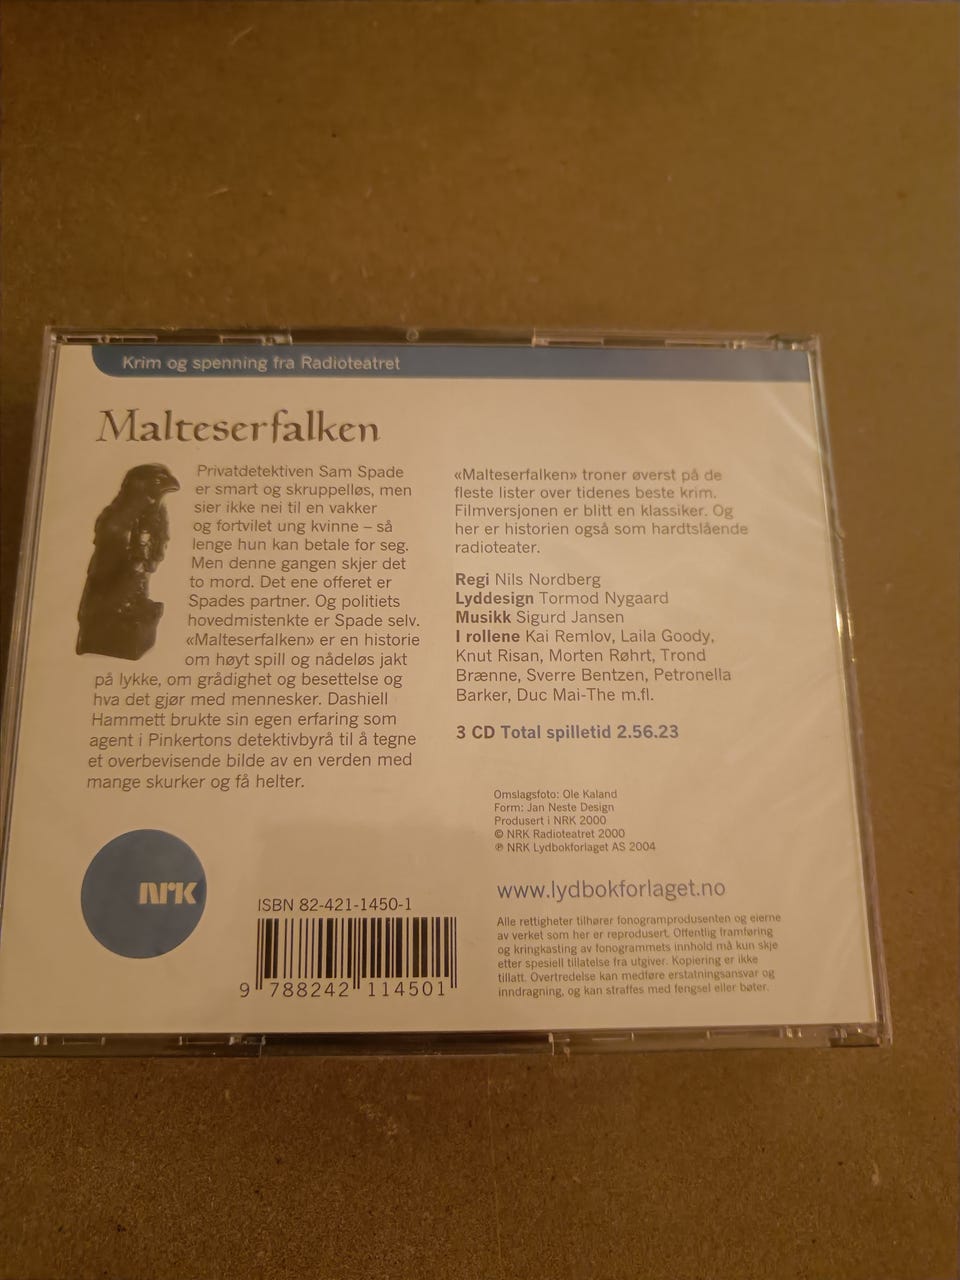 Krim og spenning fra Radioteatret
Malteserfalken
Privatdetektiven Sam Spade
er smart og skruppelløs, men
sier ikke nei til en vakker
og fortvilet ung kvinne – så
lenge hun kan betale for seg.
Men denne gangen skjer det
to mord. Det ene offeret er
Spades partner. Og politiets
hovedmistenkte er Spade selv.
«Malteserfalken» er en historie
om høyt spill og nådeløs jakt
på lykke, om grådighet og besettelse og
hva det gjør med mennesker. Dashiell
Hammett brukte sin egen erfaring som
agent i Pinkertons detektivbyrå til å tegne
et overbevisende bilde av en verden med
mange skurker og få helter.
«Malteserfalken» troner øverst på de
fleste lister over tidenes beste krim.
Filmversjonen er blitt en klassiker. Og
her er historien også som hardtslående
radioteater.
Regi Nils Nordberg
Lyddesign Tormod Nygaard
Musikk Sigurd Jansen
I rollene Kai Remlov, Laila Goody,
Knut Risan, Morten Røhrt, Trond
Brænne, Sverre Bentzen, Petronella
Barker, Duc Mai-The m.fl.
3 CD Total spilletid 2.56.23
Omslagsfoto: Ole Kaland
Form: Jan Neste Design
Produsert i NRK 2000
© NRK Radioteatret 2000
℗ NRK Lydbokforlaget AS 2004
www.lydbokforlaget.no
Alle rettigheter tilhører fonogramprodusenten og eierne
av verket som her er reprodusert. Offentlig framføring
og kringkasting av fonogrammets innhold må kun skje
etter spesiell tillatelse fra utgiver. Kopiering er ikke
tillatt. Overtredelse kan medføre erstatningsansvar og
inndragning, og kan straffes med fengsel eller bøter.
NRK
ISBN 82-421-1450-1
9 788242 114501